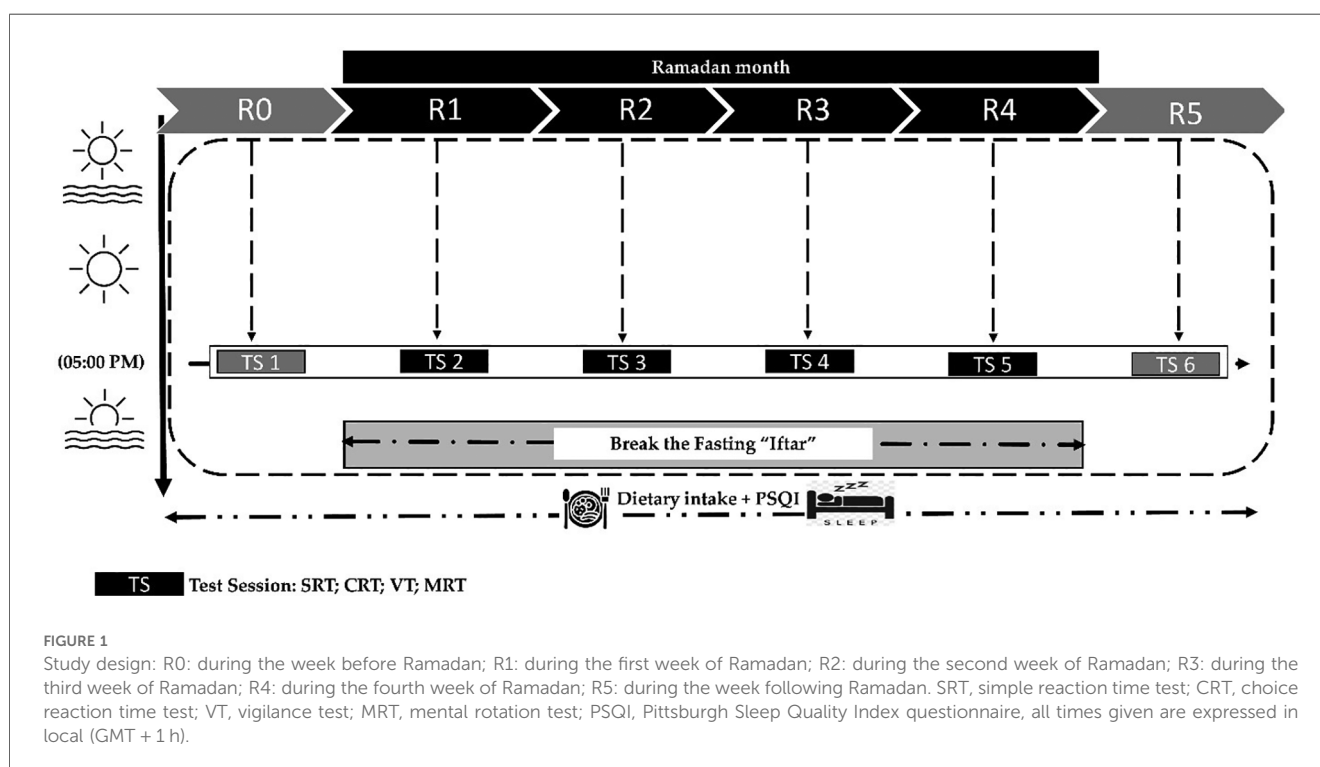 Ramadan month
R0 R1 R2 R3 R4 R5
(05:00 PM) TS 1 TS 2 TS 3 TS 4 TS 5 TS 6
Break the Fasting “Iftar”
Dietary intake + PSQI
zzz
SLEEP
TS Test Session: SRT; CRT; VT; MRT
FIGURE 1
Study design: R0: during the week before Ramadan; R1: during the first week of Ramadan; R2: during the second week of Ramadan; R3: during the
third week of Ramadan; R4: during the fourth week of Ramadan; R5: during the week following Ramadan. SRT, simple reaction time test; CRT, choice
reaction time test; VT, vigilance test; MRT, mental rotation test; PSQI, Pittsburgh Sleep Quality Index questionnaire, all times given are expressed in
local (GMT + 1 h).